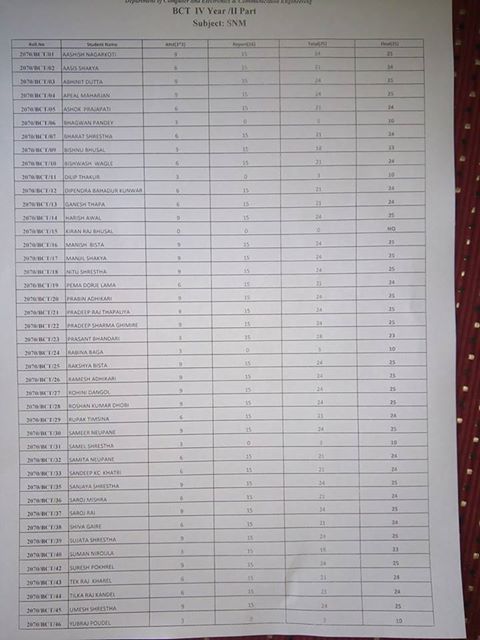 Department of Computer and Electronics & Communication Engineering
BCT IV Year /II Part
Subject: SNM
Roll.No Student Name Att(3*3) Report(16) Total(25) Final(25)
2070/BCT/01 AASHISH NAGARKOTI 9 15 24 25
2070/BCT/02 AASIS SHAKYA 6 15 21 24
2070/BCT/03 ABHINIT DUTTA 9 15 24 25
2070/BCT/04 APEAL MAHARJAN 9 15 24 25
2070/BCT/05 ASHOK PRAJAPATI 6 15 21 24
2070/BCT/06 BHAGWAN PANDEY 3 0 3 10
2070/BCT/07 BHARAT SHRESTHA 6 15 21 24
2070/BCT/09 BISHNU BHUSAL 3 15 18 23
2070/BCT/10 BISHWASH WAGLE 6 15 21 24
2070/BCT/11 DILIP THAKUR 3 0 3 10
2070/BCT/12 DIPENDRA BAHADUR KUNWAR 6 15 21 24
2070/BCT/13 GANESH THAPA 6 15 21 24
2070/BCT/14 HARISH AWAL 9 15 24 25
2070/BCT/15 KIRAN RAJ BHUSAL 0 0 0 NQ
2070/BCT/16 MANISH BISTA 9 15 24 25
2070/BCT/17 MANJIL SHAKYA 9 15 24 25
2070/BCT/18 NITU SHRESTHA 9 15 24 25
2070/BCT/19 PEMA DORJE LAMA 6 15 21 24
2070/BCT/20 PRABIN ADHIKARI 9 15 24 25
2070/BCT/21 PRADEEP RAJ THAPALIYA 9 15 24 25
2070/BCT/22 PRADEEP SHARMA GHIMIRE 9 15 24 25
2070/BCT/23 PRASANT BHANDARI 3 15 18 23
2070/BCT/24 RABINA BAGA 3 0 3 10
2070/BCT/25 RAKSHYA BISTA 9 15 24 25
2070/BCT/26 RAMESH ADHIKARI 9 15 24 25
2070/BCT/27 ROHINI DANGOL 9 15 24 25
2070/BCT/28 ROSHAN KUMAR DHOBI 9 15 24 25
2070/BCT/29 RUPAK TIMSINA 6 15 21 24
2070/BCT/30 SAMEER NEUPANE 9 15 24 25
2070/BCT/31 SAMEL SHRESTHA 3 0 3 10
2070/BCT/32 SAMITA NEUPANE 6 15 21 24
2070/BCT/33 SANDEEP KC KHATRI 6 15 21 24
2070/BCT/35 SANJAYA SHRESTHA 9 15 24 25
2070/BCT/36 SAROJ MISHRA 6 15 21 24
2070/BCT/37 SAROJ RAJ 9 15 24 25
2070/BCT/38 SHIVA GAIRE 6 15 21 24
2070/BCT/39 SUJATA SHRESTHA 9 15 24 25
2070/BCT/40 SUMAN NIROULA 3 15 18 23
2070/BCT/42 SURESH POKHREL 9 15 24 25
2070/BCT/43 TEK RAJ KHAREL 6 15 21 24
2070/BCT/44 TILKA RAJ KANDEL 6 15 21 24
2070/BCT/45 UMESH SHRESTHA 9 15 24 25
2070/BCT/46 YUBRAJ POUDEL 3 0 3 10